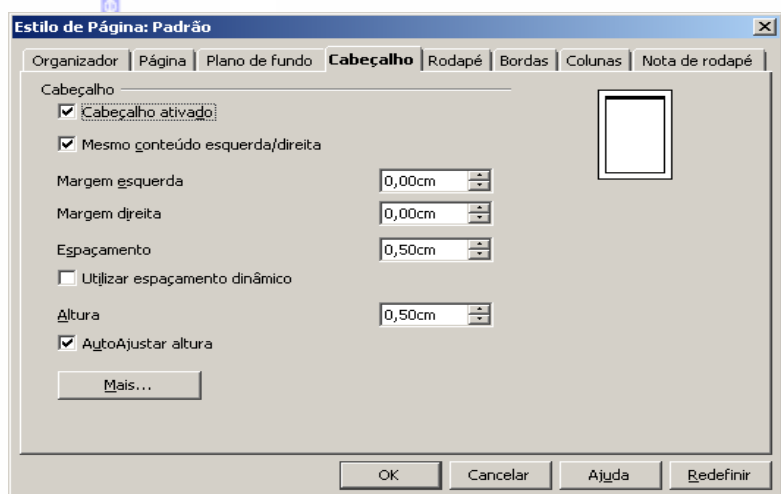 Estilo de Página: Padrão
Organizador Página Plano de fundo Cabeçalho Rodapé Bordas Colunas Nota de rodapé
Cabeçalho
Cabeçalho ativado
Mesmo conteúdo esquerda/direita
Margem esquerda 0,00cm
Margem direita 0,00cm
Espaçamento 0,50cm
Utilizar espaçamento dinâmico
Altura 0,50cm
AutoAjustar altura
Mais...
OK Cancelar Ajuda Redefinir